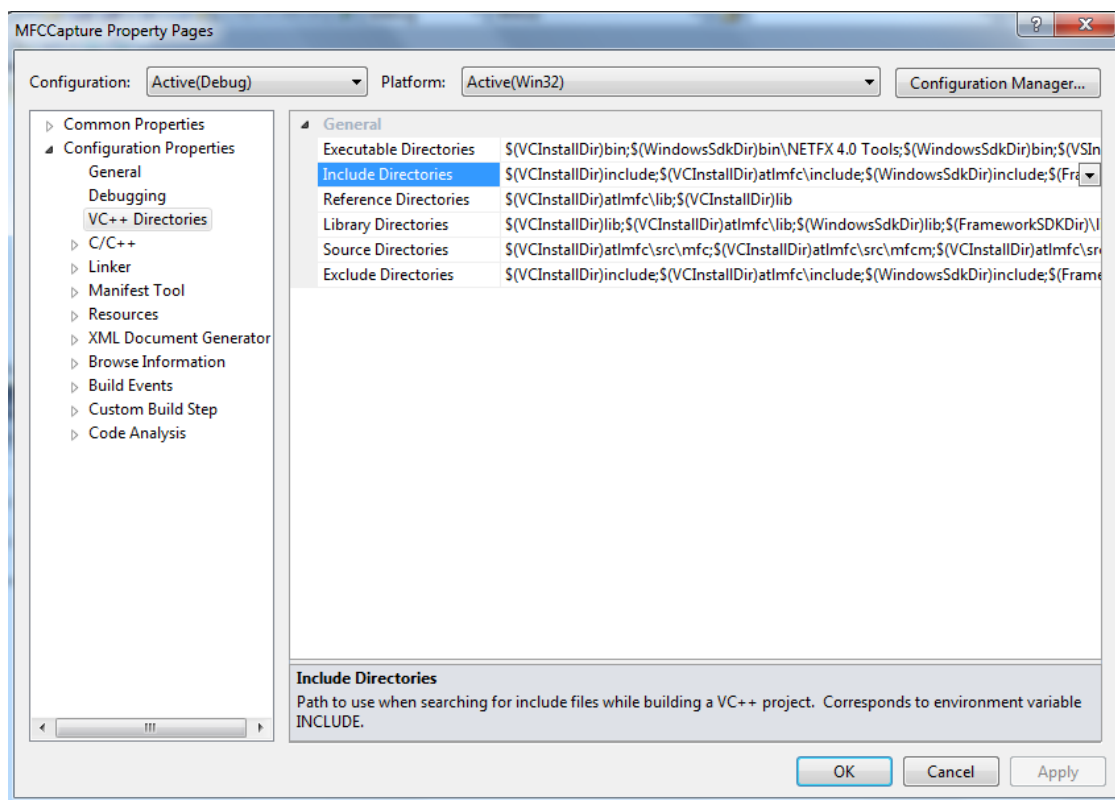 MFCCapture Property Pages
Configuration: Active(Debug) Platform: Active(Win32) Configuration Manager...
Common Properties
Configuration Properties
General
Debugging
VC++ Directories
C/C++
Linker
Manifest Tool
Resources
XML Document Generator
Browse Information
Build Events
Custom Build Step
Code Analysis
General
Executable Directories $(VCInstallDir)bin;$(WindowsSdkDir)bin\NETFX 4.0 Tools;$(WindowsSdkDir)bin;$(VSIn
Include Directories $(VCInstallDir)include;$(VCInstallDir)atlmfc\include;$(WindowsSdkDir)include;$(Fra
Reference Directories $(VCInstallDir)atlmfc\lib;$(VCInstallDir)lib
Library Directories $(VCInstallDir)lib;$(VCInstallDir)atlmfc\lib;$(WindowsSdkDir)lib;$(FrameworkSDKDir)\l
Source Directories $(VCInstallDir)atlmfc\src\mfc;$(VCInstallDir)atlmfc\src\mfcm;$(VCInstallDir)atlmfc\sr
Exclude Directories $(VCInstallDir)include;$(VCInstallDir)atlmfc\include;$(WindowsSdkDir)include;$(Frame
Include Directories
Path to use when searching for include files while building a VC++ project.  Corresponds to environment variable
INCLUDE.
OK Cancel Apply